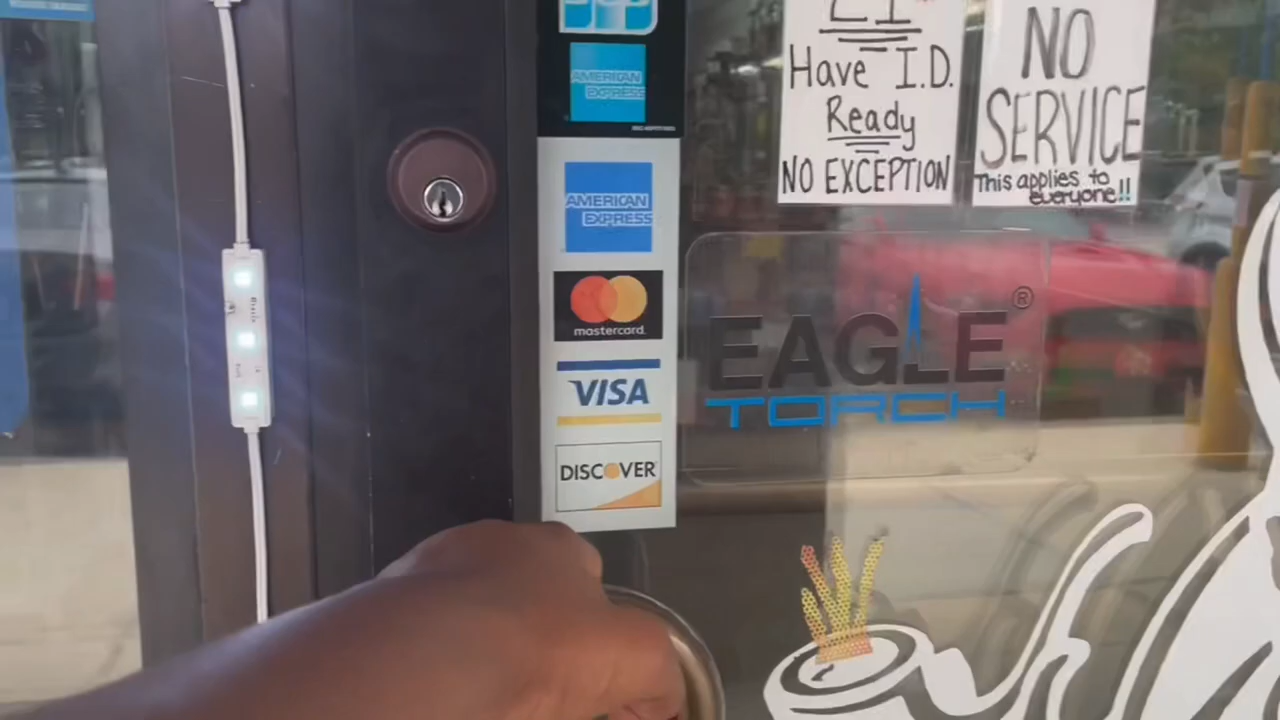 AMERICAN
EXPRESS
AMERICAN
EXPRESS
mastercard.
VISA
DISCOVER
21
Have I.D.
Ready
NO EXCEPTION
NO
SERVICE
This applies to
everyone!!
EAGLE®
TORCH